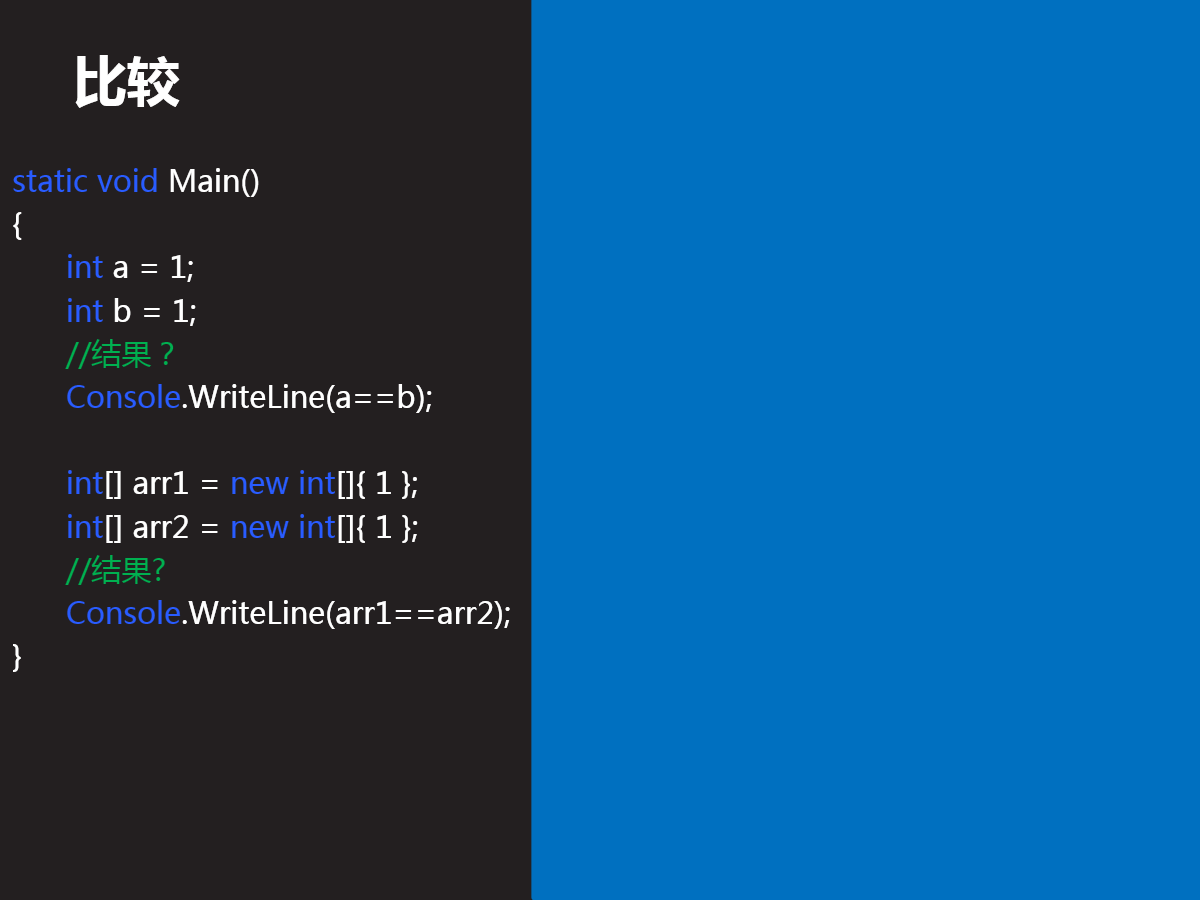 比较
static void Main()
{
int a = 1;
int b = 1;
//结果？
Console.WriteLine(a==b);
int[] arr1 = new int[]{ 1 };
int[] arr2 = new int[]{ 1 };
//结果?
Console.WriteLine(arr1==arr2);
}